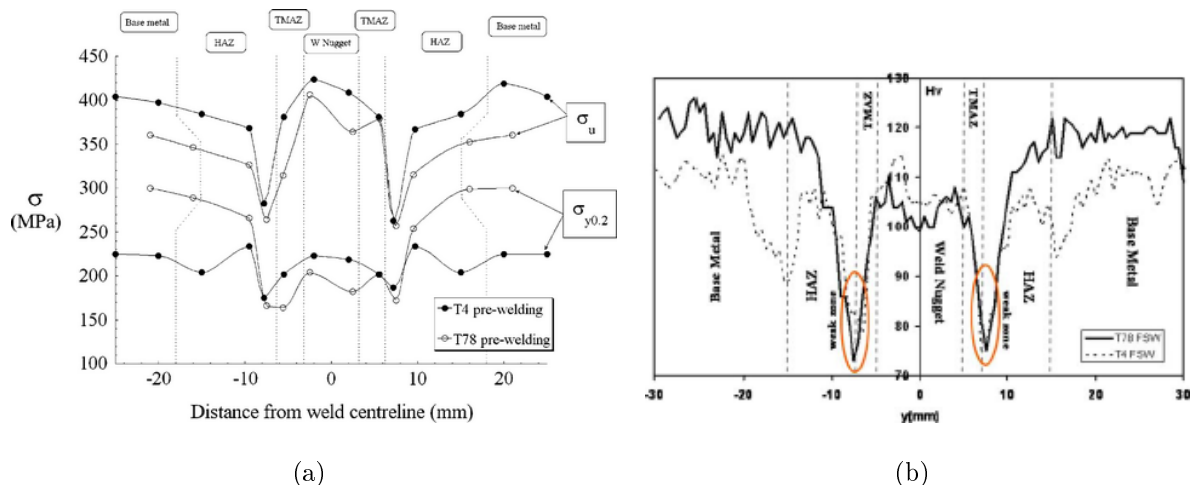 Base metal
TMAZ
TMAZ
Base metal
HAZ
W Nugget
HAZ
450
400
350
300
250
200
150
100
σ
(MPa)
σu
σy0.2
T4 pre-welding
T78 pre-welding
-20
-10
0
10
20
Distance from weld centreline (mm)
(a)
130
120
110
100
90
80
70
Hv
TMAZ
TMAZ
Base Metal
HAZ
weak zone
Weld Nugget
weak zone
HAZ
Base Metal
T78 FSW
T4 FSW
-30
-20
-10
0
10
20
30
y[mm]
(b)